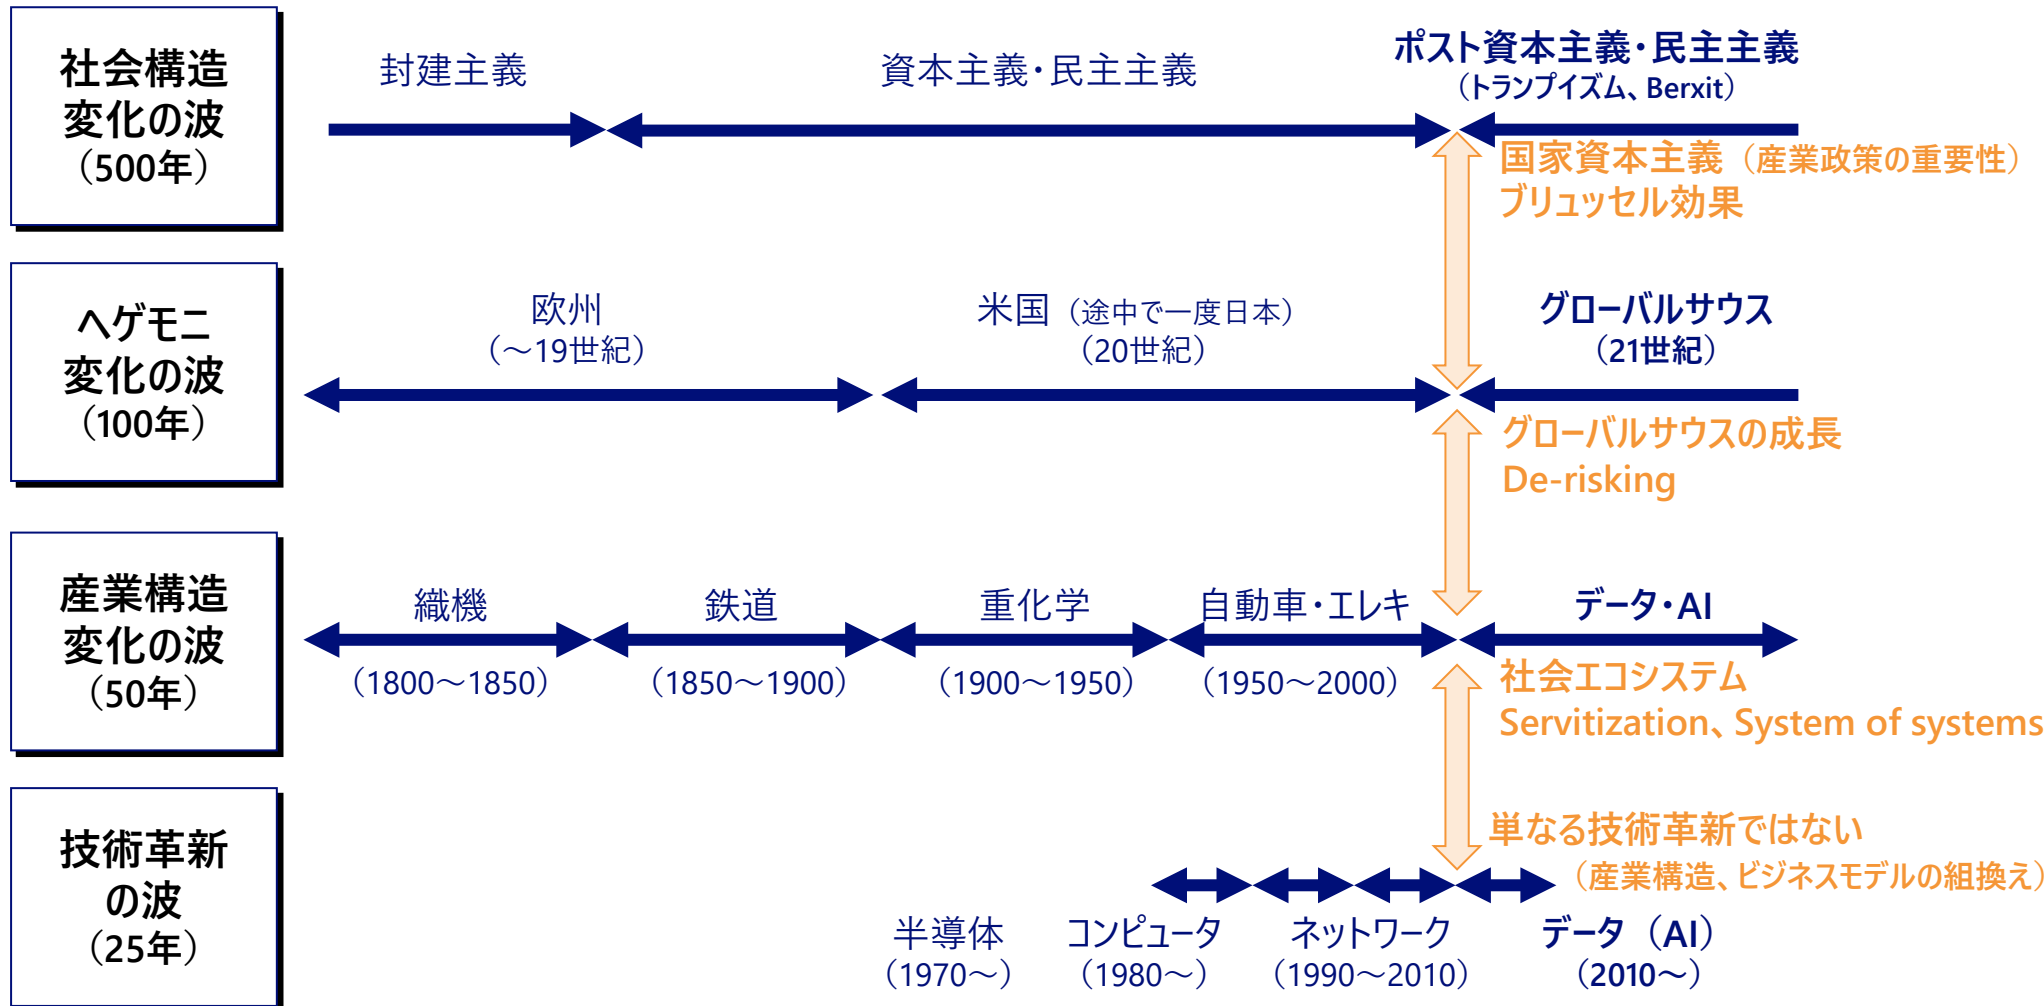 社会構造
変化の波
（500年）
封建主義
資本主義・民主主義
ポスト資本主義・民主主義
（トランプイズム、Berxit）
国家資本主義（産業政策の重要性）
ブリュッセル効果
ヘゲモニ
変化の波
（100年）
欧州
（～19世紀）
米国（途中で一度日本）
（20世紀）
グローバルサウス
（21世紀）
グローバルサウスの成長
De-risking
産業構造
変化の波
（50年）
織機
（1800～1850）
鉄道
（1850～1900）
重化学
（1900～1950）
自動車・エレキ
（1950～2000）
データ・AI
社会エコシステム
Servitization、System of systems
技術革新
の波
（25年）
単なる技術革新ではない
（産業構造、ビジネスモデルの組換え）
半導体
（1970～）
コンピュータ
（1980～）
ネットワーク
（1990～2010）
データ（AI）
（2010～）